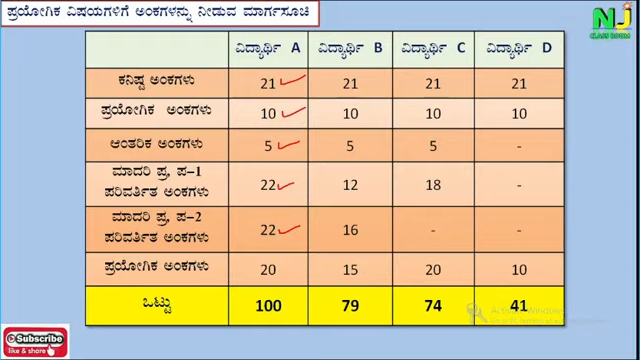 ಪ್ರಯೋಗಿಕ ವಿಷಯಗಳಿಗೆ ಅಂಕಗಳನ್ನು ನೀಡುವ ಮಾರ್ಗಸೂಚಿ
NJ
CLASS ROOM
ವಿದ್ಯಾರ್ಥಿ A ವಿದ್ಯಾರ್ಥಿ B ವಿದ್ಯಾರ್ಥಿ C ವಿದ್ಯಾರ್ಥಿ D
ಕನಿಷ್ಟ ಅಂಕಗಳು 21 21 21 21
ಪ್ರಯೋಗಿಕ ಅಂಕಗಳು 10 10 10 10
ಆಂತರಿಕ ಅಂಕಗಳು 5 5 5 -
ಮಾದರಿ ಪ್ರ, ಪ-1
ಪರಿವರ್ತಿತ ಅಂಕಗಳು 22 12 18 -
ಮಾದರಿ ಪ್ರ, ಪ-2
ಪರಿವರ್ತಿತ ಅಂಕಗಳು 22 16 - -
ಪ್ರಯೋಗಿಕ ಅಂಕಗಳು 20 15 20 10
ಒಟ್ಟು 100 79 74 41
Activate Windows
Subscribe
like & share